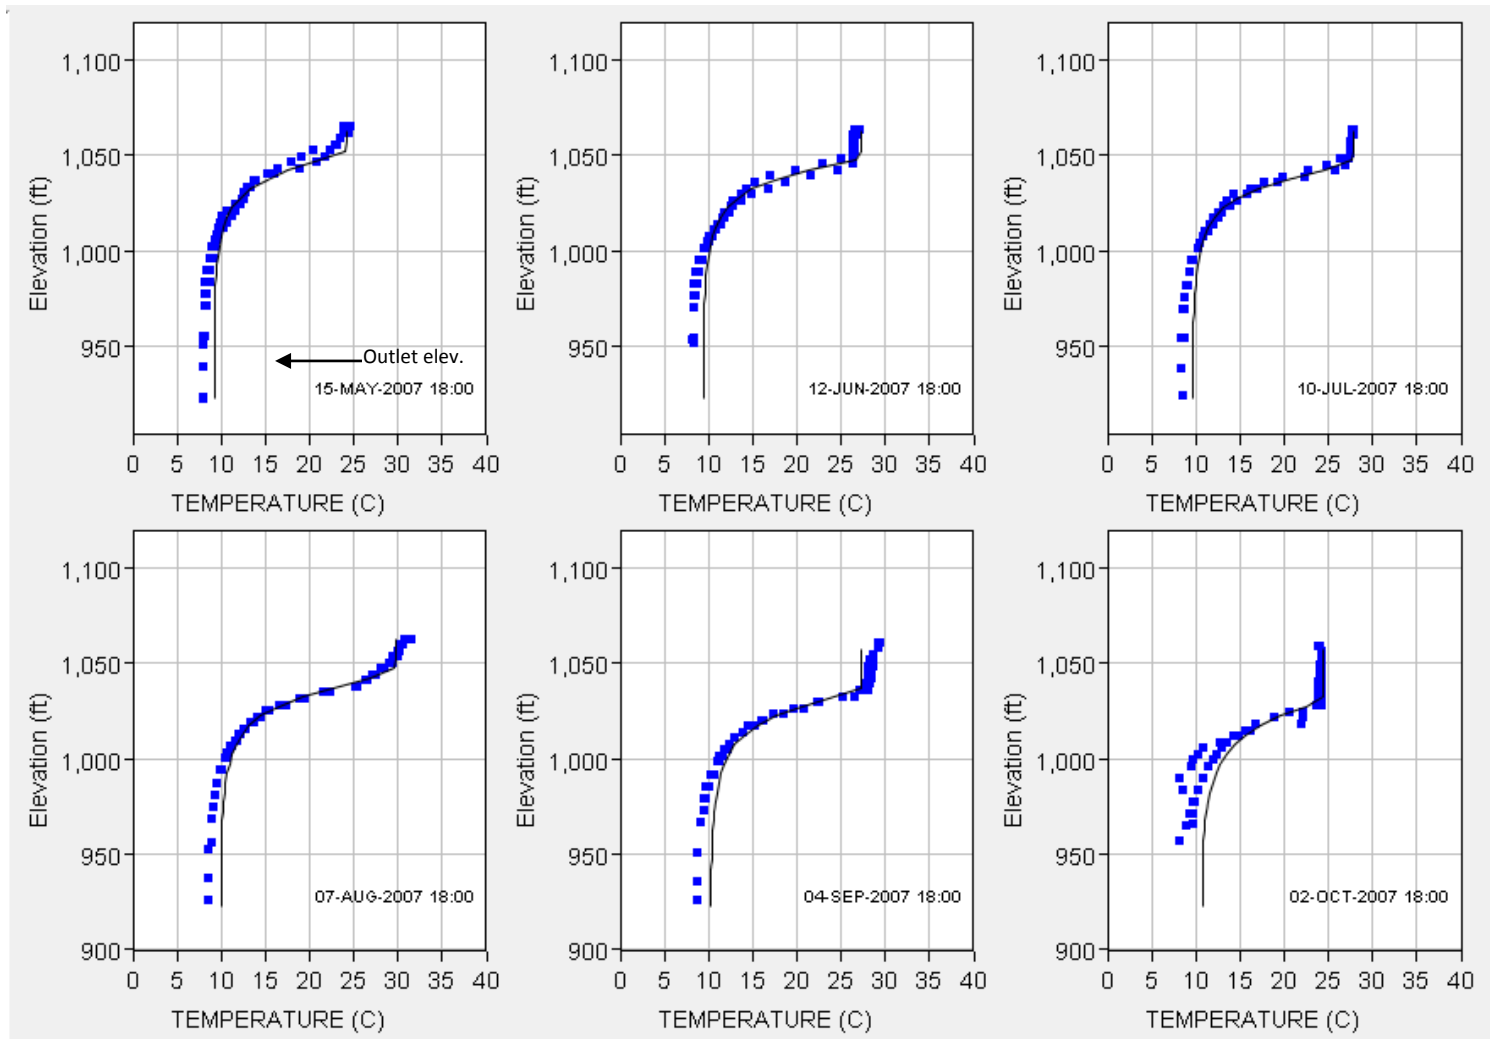 1,100
1,050
1,000
950
Elevation (ft)
Outlet elev.
15-MAY-2007 18:00
0 5 10 15 20 25 30 35 40
TEMPERATURE (C)
1,100
1,050
1,000
950
Elevation (ft)
12-JUN-2007 18:00
0 5 10 15 20 25 30 35 40
TEMPERATURE (C)
1,100
1,050
1,000
950
Elevation (ft)
10-JUL-2007 18:00
0 5 10 15 20 25 30 35 40
TEMPERATURE (C)
1,100
1,050
1,000
950
900
Elevation (ft)
07-AUG-2007 18:00
0 5 10 15 20 25 30 35 40
TEMPERATURE (C)
1,100
1,050
1,000
950
900
Elevation (ft)
04-SEP-2007 18:00
0 5 10 15 20 25 30 35 40
TEMPERATURE (C)
1,100
1,050
1,000
950
900
Elevation (ft)
02-OCT-2007 18:00
0 5 10 15 20 25 30 35 40
TEMPERATURE (C)